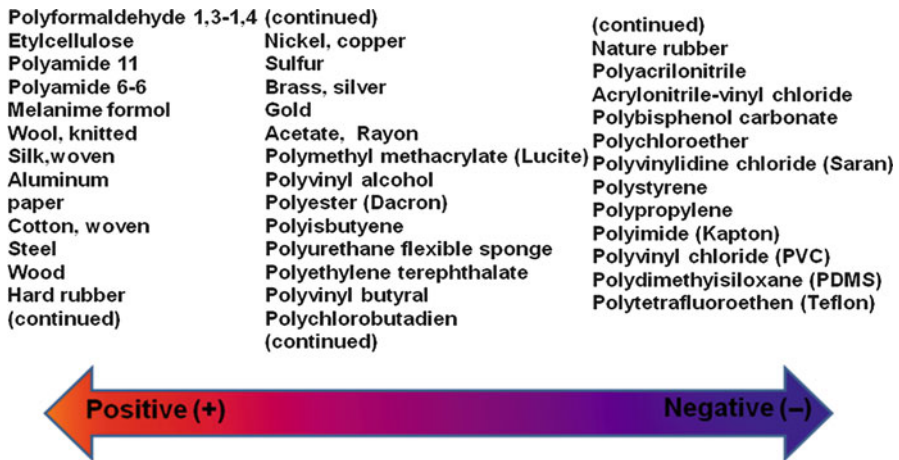 Polyformaldehyde 1,3-1,4
Etylcellulose
Polyamide 11
Polyamide 6-6
Melanime formol
Wool, knitted
Silk,woven
Aluminum
paper
Cotton, woven
Steel
Wood
Hard rubber
(continued)
(continued)
Nickel, copper
Sulfur
Brass, silver
Gold
Acetate, Rayon
Polymethyl methacrylate (Lucite)
Polyvinyl alcohol
Polyester (Dacron)
Polyisbutyene
Polyurethane flexible sponge
Polyethylene terephthalate
Polyvinyl butyral
Polychlorobutadien
(continued)
(continued)
Nature rubber
Polyacrilonitrile
Acrylonitrile-vinyl chloride
Polybisphenol carbonate
Polychloroether
Polyvinylidine chloride (Saran)
Polystyrene
Polypropylene
Polyimide (Kapton)
Polyvinyl chloride (PVC)
Polydimethyisiloxane (PDMS)
Polytetrafluoroethen (Teflon)
Positive (+)
Negative (–)